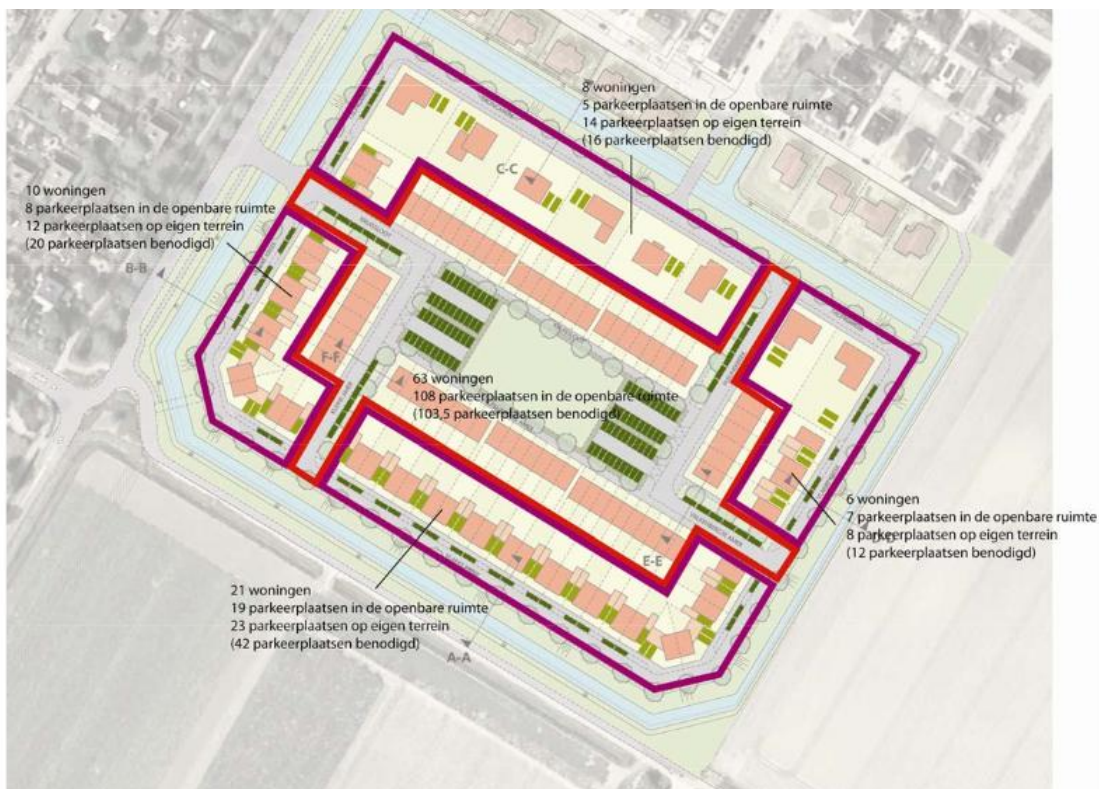 8 woningen
5 parkeerplaatsen in de openbare ruimte
14 parkeerplaatsen op eigen terrein
(16 parkeerplaatsen benodigd)
C-C
10 woningen
8 parkeerplaatsen in de openbare ruimte
12 parkeerplaatsen op eigen terrein
(20 parkeerplaatsen benodigd)
B-B
F-F
63 woningen
108 parkeerplaatsen in de openbare ruimte
(103,5 parkeerplaatsen benodigd)
6 woningen
7 parkeerplaatsen in de openbare ruimte
8 parkeerplaatsen op eigen terrein
(12 parkeerplaatsen benodigd)
E-E
21 woningen
19 parkeerplaatsen in de openbare ruimte
23 parkeerplaatsen op eigen terrein
(42 parkeerplaatsen benodigd)
A-A